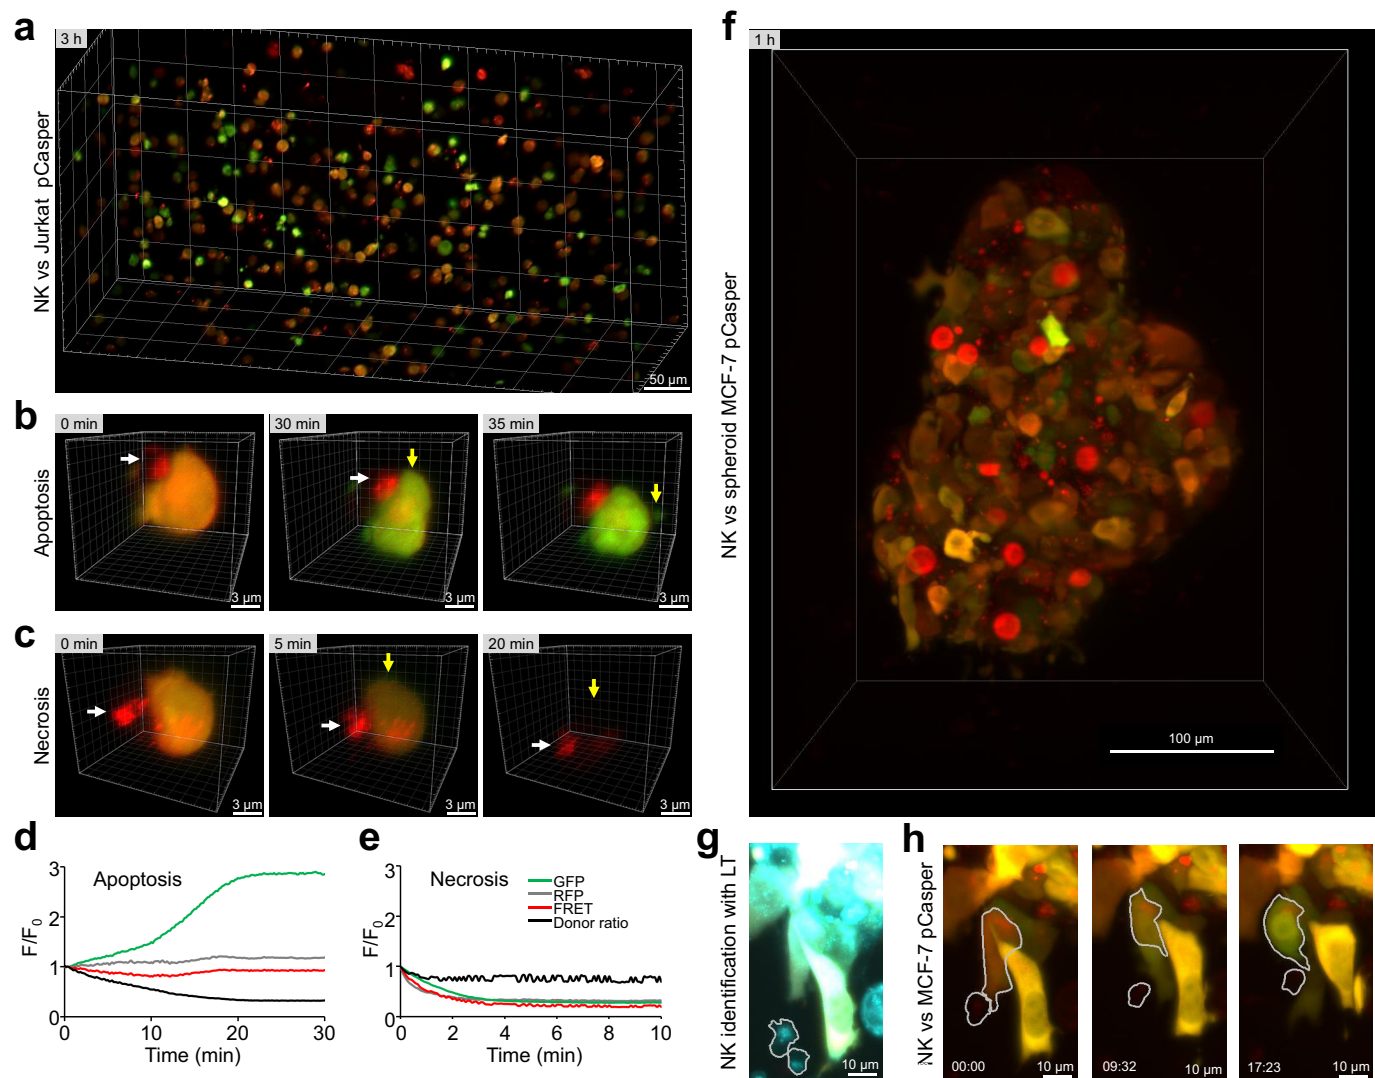 a
3 h
NK vs Jurkat pCasper
50 µm
b
0 min
30 min
35 min
Apoptosis
3 µm
3 µm
3 µm
c
0 min
5 min
20 min
Necrosis
3 µm
3 µm
3 µm
d
Apoptosis
F/F0
3
2
1
0
0
10
20
30
Time (min)
e
Necrosis
GFP
RFP
FRET
Donor ratio
F/F0
3
2
1
0
0
2
4
6
8
10
Time (min)
f
1 h
NK vs spheroid MCF-7 pCasper
100 µm
g
NK identification with LT
10 µm
h
NK vs MCF-7 pCasper
00:00
10 µm
09:32
10 µm
17:23
10 µm